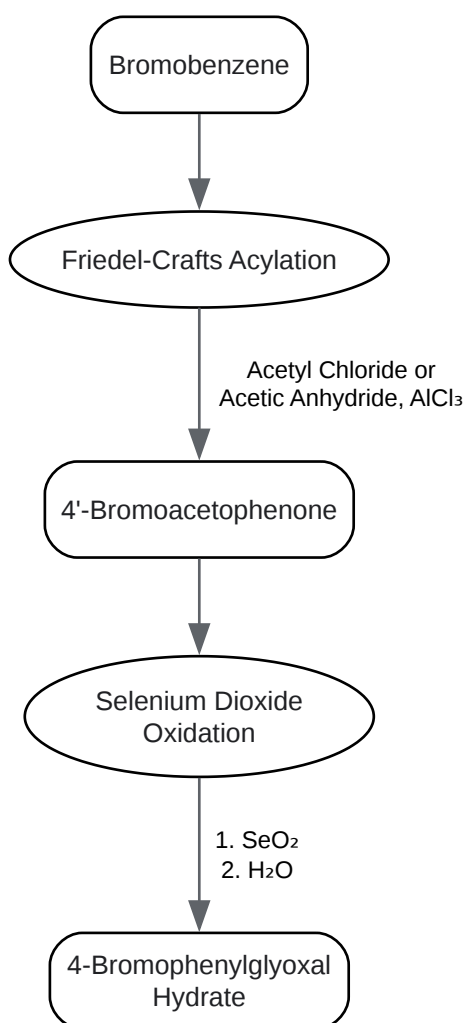 Bromobenzene
Friedel-Crafts Acylation
Acetyl Chloride or
Acetic Anhydride, AlCl₃
4'-Bromoacetophenone
Selenium Dioxide
Oxidation
1. SeO₂
2. H₂O
4-Bromophenylglyoxal
Hydrate